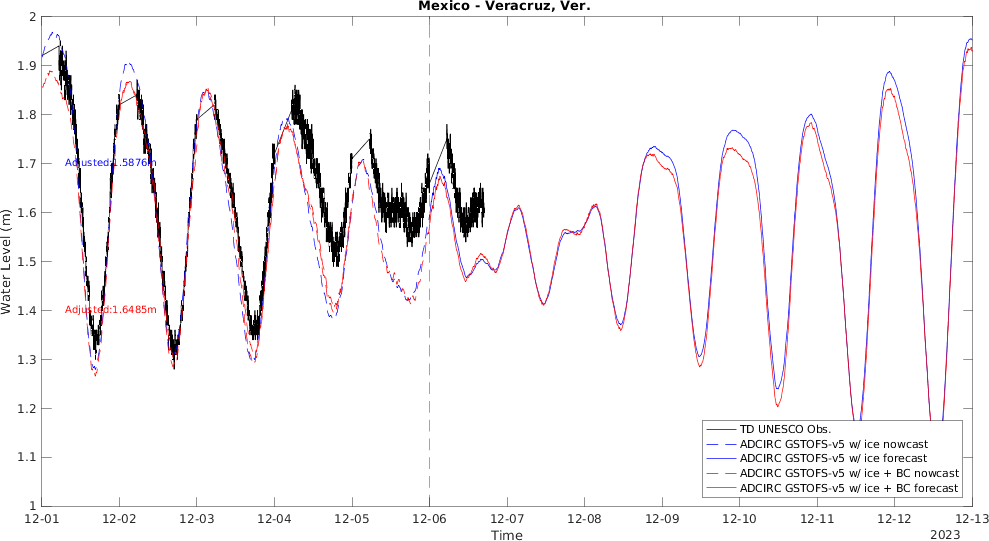 Mexico - Veracruz, Ver.
2
1.9
1.8
1.7
1.6
1.5
1.4
1.3
1.2
1.1
1
Water Level (m)
Adjusted:1.5876m
Adjusted:1.6485m
TD UNESCO Obs.
ADCIRC GSTOFS-v5 w/ ice nowcast
ADCIRC GSTOFS-v5 w/ ice forecast
ADCIRC GSTOFS-v5 w/ ice + BC nowcast
ADCIRC GSTOFS-v5 w/ ice + BC forecast
12-01 12-02 12-03 12-04 12-05 12-06 12-07 12-08 12-09 12-10 12-11 12-12 12-13
Time
2023